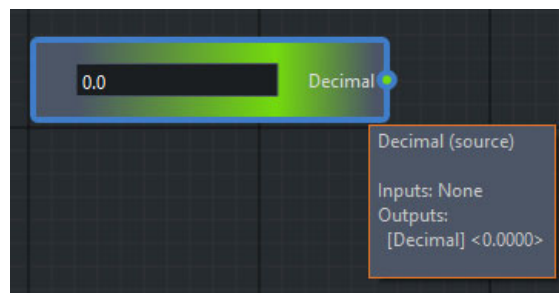 0.0
Decimal
Decimal (source)
Inputs: None
Outputs:
[Decimal] <0.0000>